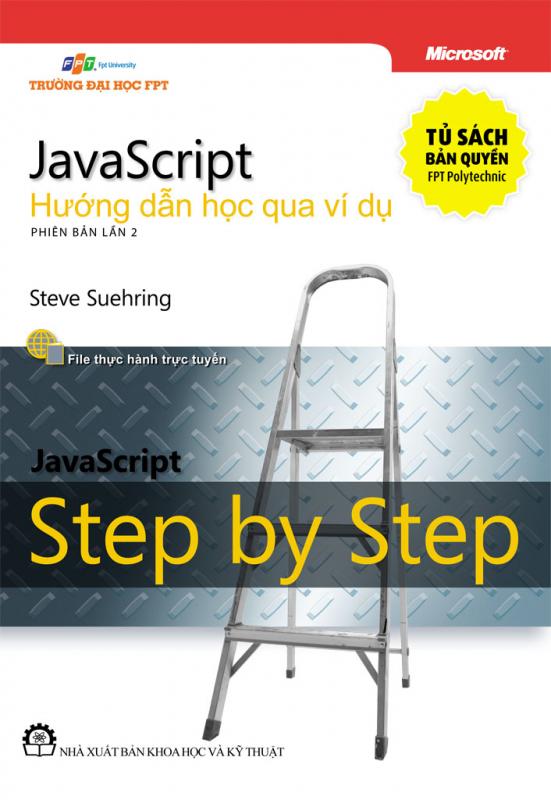 FPT. Fpt University
TRƯỜNG ĐẠI HỌC FPT
Microsoft
TỦ SÁCH
BẢN QUYỀN
FPT Polytechnic
JavaScript
Hướng dẫn học qua ví dụ
PHIÊN BẢN LẦN 2
Steve Suehring
File thực hành trực tuyến
JavaScript
Step by Step
NHÀ XUẤT BẢN KHOA HỌC VÀ KỸ THUẬT